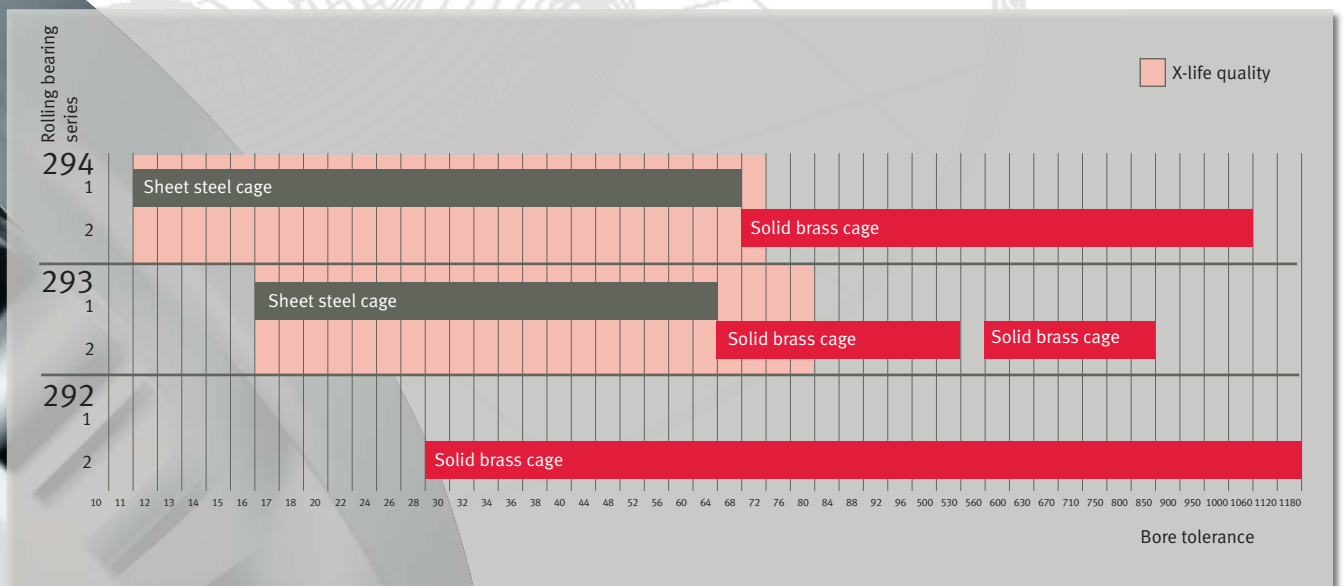 Rolling bearing
series
X-life quality
294
1
Sheet steel cage
2
Solid brass cage
293
1
Sheet steel cage
2
Solid brass cage
Solid brass cage
292
1
2
Solid brass cage
10 11 12 13 14 15 16 17 18 20 22 24 26 28 30 32 34 36 38 40 44 48 52 56 60 64 68 72 76 80 84 88 92 96 500 530 560 600 630 670 710 750 800 850 900 950 1000 1060 1120 1180
Bore tolerance